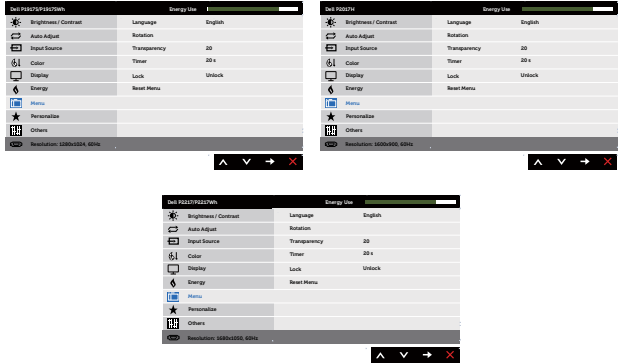 Dell P1917S/P1917SWh Energy Use
Brightness / Contrast Language English
Auto Adjust Rotation
Input Source Transparency 20
Color Timer 20 s
Display Lock Unlock
Energy Reset Menu
Menu
Personalize
Others
Resolution: 1280x1024, 60Hz
Dell P2017H Energy Use
Brightness / Contrast Language English
Auto Adjust Rotation
Input Source Transparency 20
Color Timer 20 s
Display Lock Unlock
Energy Reset Menu
Menu
Personalize
Others
Resolution: 1600x900, 60Hz
Dell P2217/P2217Wh Energy Use
Brightness / Contrast Language English
Auto Adjust Rotation
Input Source Transparency 20
Color Timer 20 s
Display Lock Unlock
Energy Reset Menu
Menu
Personalize
Others
Resolution: 1680x1050, 60Hz